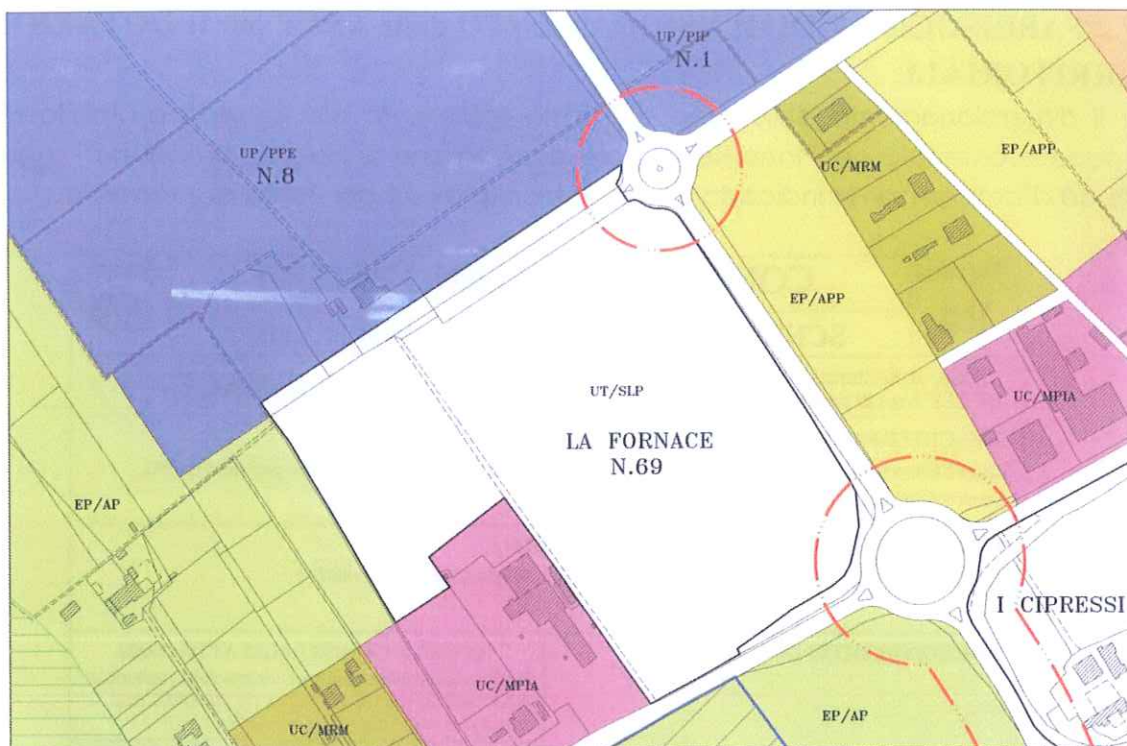 UP/PIP
N.1
UP/PPE
N.8
UC/MRM
EP/APP
EP/APP
UT/SLP
UC/MPIA
LA FORNACE
N.69
EP/AP
I CIPRESSI
UC/MPIA
EP/AP
UC/MRM